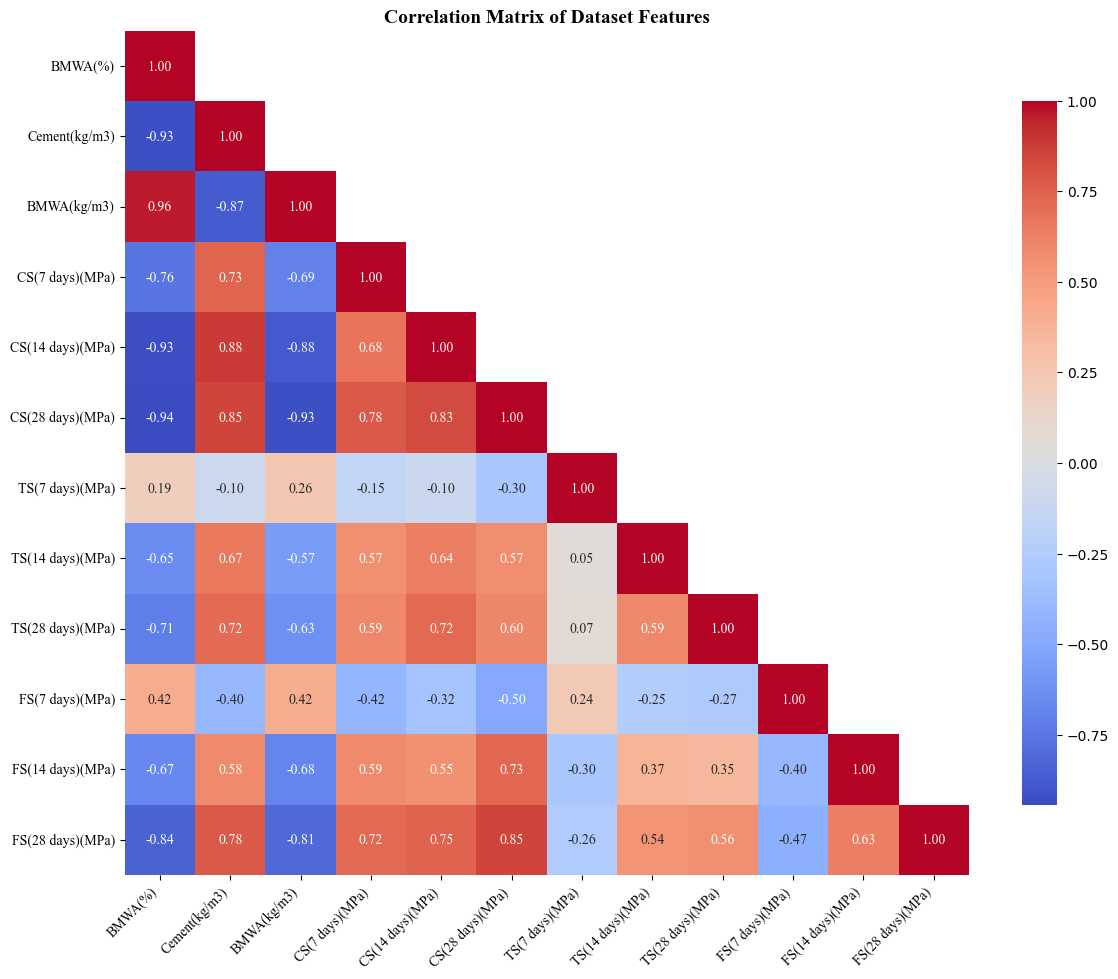 Correlation Matrix of Dataset Features
BMWA(%) 1.00
Cement(kg/m3) -0.93 1.00
BMWA(kg/m3) 0.96 -0.87 1.00
CS(7 days)(MPa) -0.76 0.73 -0.69 1.00
CS(14 days)(MPa) -0.93 0.88 -0.88 0.68 1.00
CS(28 days)(MPa) -0.94 0.85 -0.93 0.78 0.83 1.00
TS(7 days)(MPa) 0.19 -0.10 0.26 -0.15 -0.10 -0.30 1.00
TS(14 days)(MPa) -0.65 0.67 -0.57 0.57 0.64 0.57 0.05 1.00
TS(28 days)(MPa) -0.71 0.72 -0.63 0.59 0.72 0.60 0.07 0.59 1.00
FS(7 days)(MPa) 0.42 -0.40 0.42 -0.42 -0.32 -0.50 0.24 -0.25 -0.27 1.00
FS(14 days)(MPa) -0.67 0.58 -0.68 0.59 0.55 0.73 -0.30 0.37 0.35 -0.40 1.00
FS(28 days)(MPa) -0.84 0.78 -0.81 0.72 0.75 0.85 -0.26 0.54 0.56 -0.47 0.63 1.00
BMWA(%) Cement(kg/m3) BMWA(kg/m3) CS(7 days)(MPa) CS(14 days)(MPa) CS(28 days)(MPa) TS(7 days)(MPa) TS(14 days)(MPa) TS(28 days)(MPa) FS(7 days)(MPa) FS(14 days)(MPa) FS(28 days)(MPa)
1.00
0.75
0.50
0.25
0.00
−0.25
−0.50
−0.75